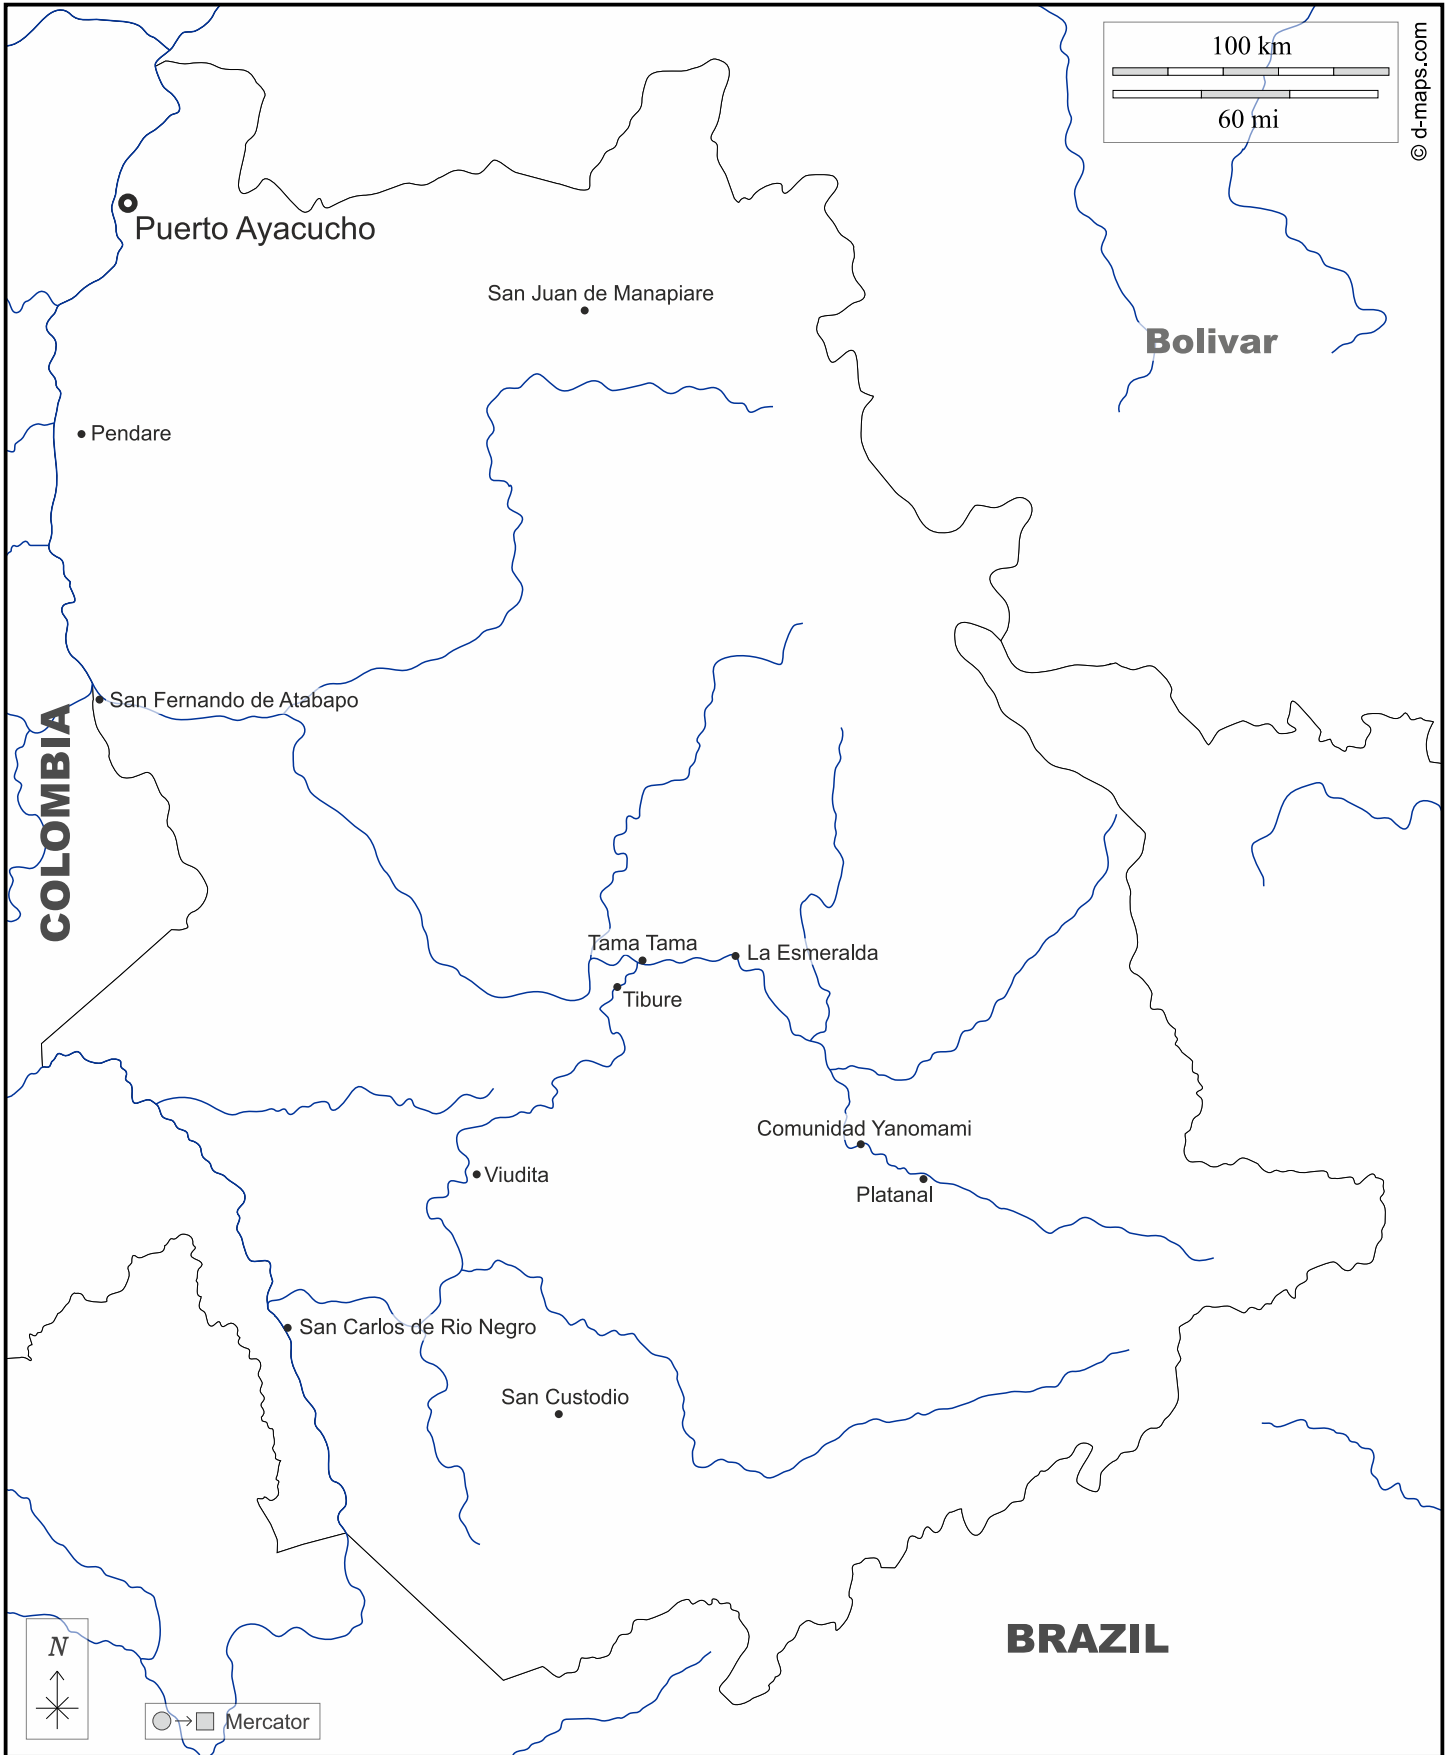 100 km
60 mi
© d-maps.com
Puerto Ayacucho
San Juan de Manapiare
Bolivar
Pendare
San Fernando de Atabapo
COLOMBIA
Tama Tama
La Esmeralda
Tibure
Comunidad Yanomami
Viudita
Platanal
San Carlos de Rio Negro
San Custodio
BRAZIL
N
Mercator